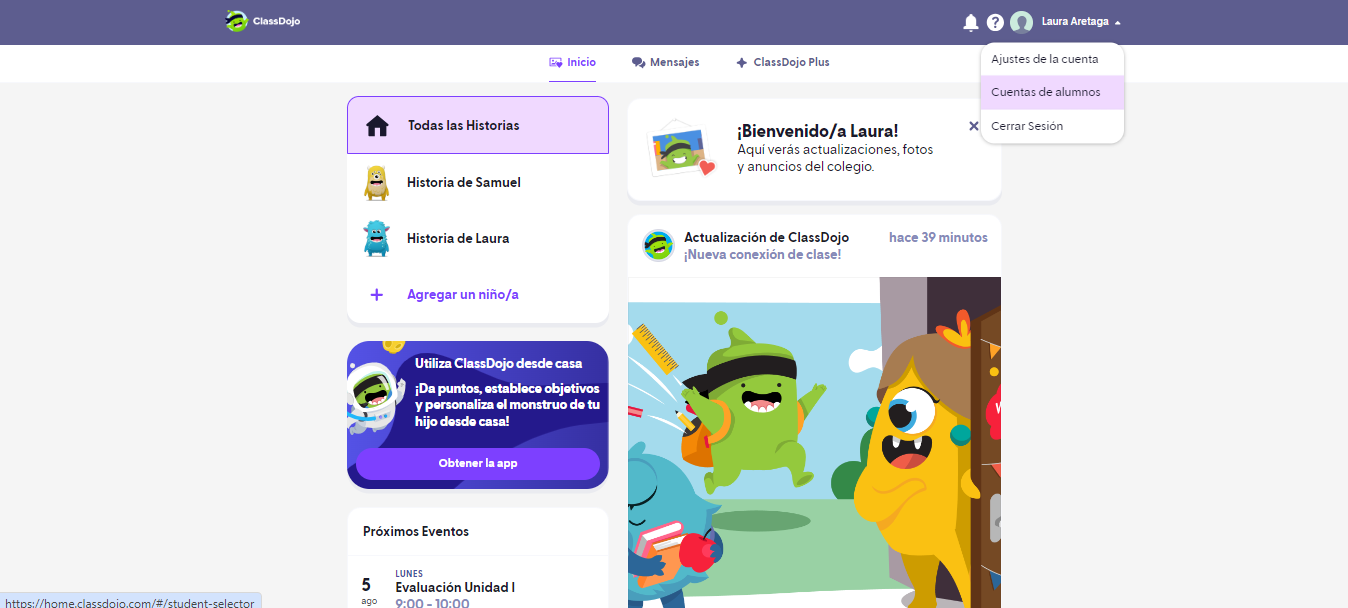 ClassDojo
Laura Aretaga
Ajustes de la cuenta
Cuentas de alumnos
Cerrar Sesión
Inicio
Mensajes
ClassDojo Plus
Todas las Historias
Historia de Samuel
Historia de Laura
Agregar un niño/a
Utiliza ClassDojo desde casa
¡Da puntos, establece objetivos
y personaliza el monstruo de tu
hijo desde casa!
Obtener la app
Próximos Eventos
5
ago
LUNES
Evaluación Unidad I
9:00 - 10:00
¡Bienvenido/a Laura!
Aquí verás actualizaciones, fotos
y anuncios del colegio.
Actualización de ClassDojo
hace 39 minutos
¡Nueva conexión de clase!
https://home.classdojo.com/#/student-selector